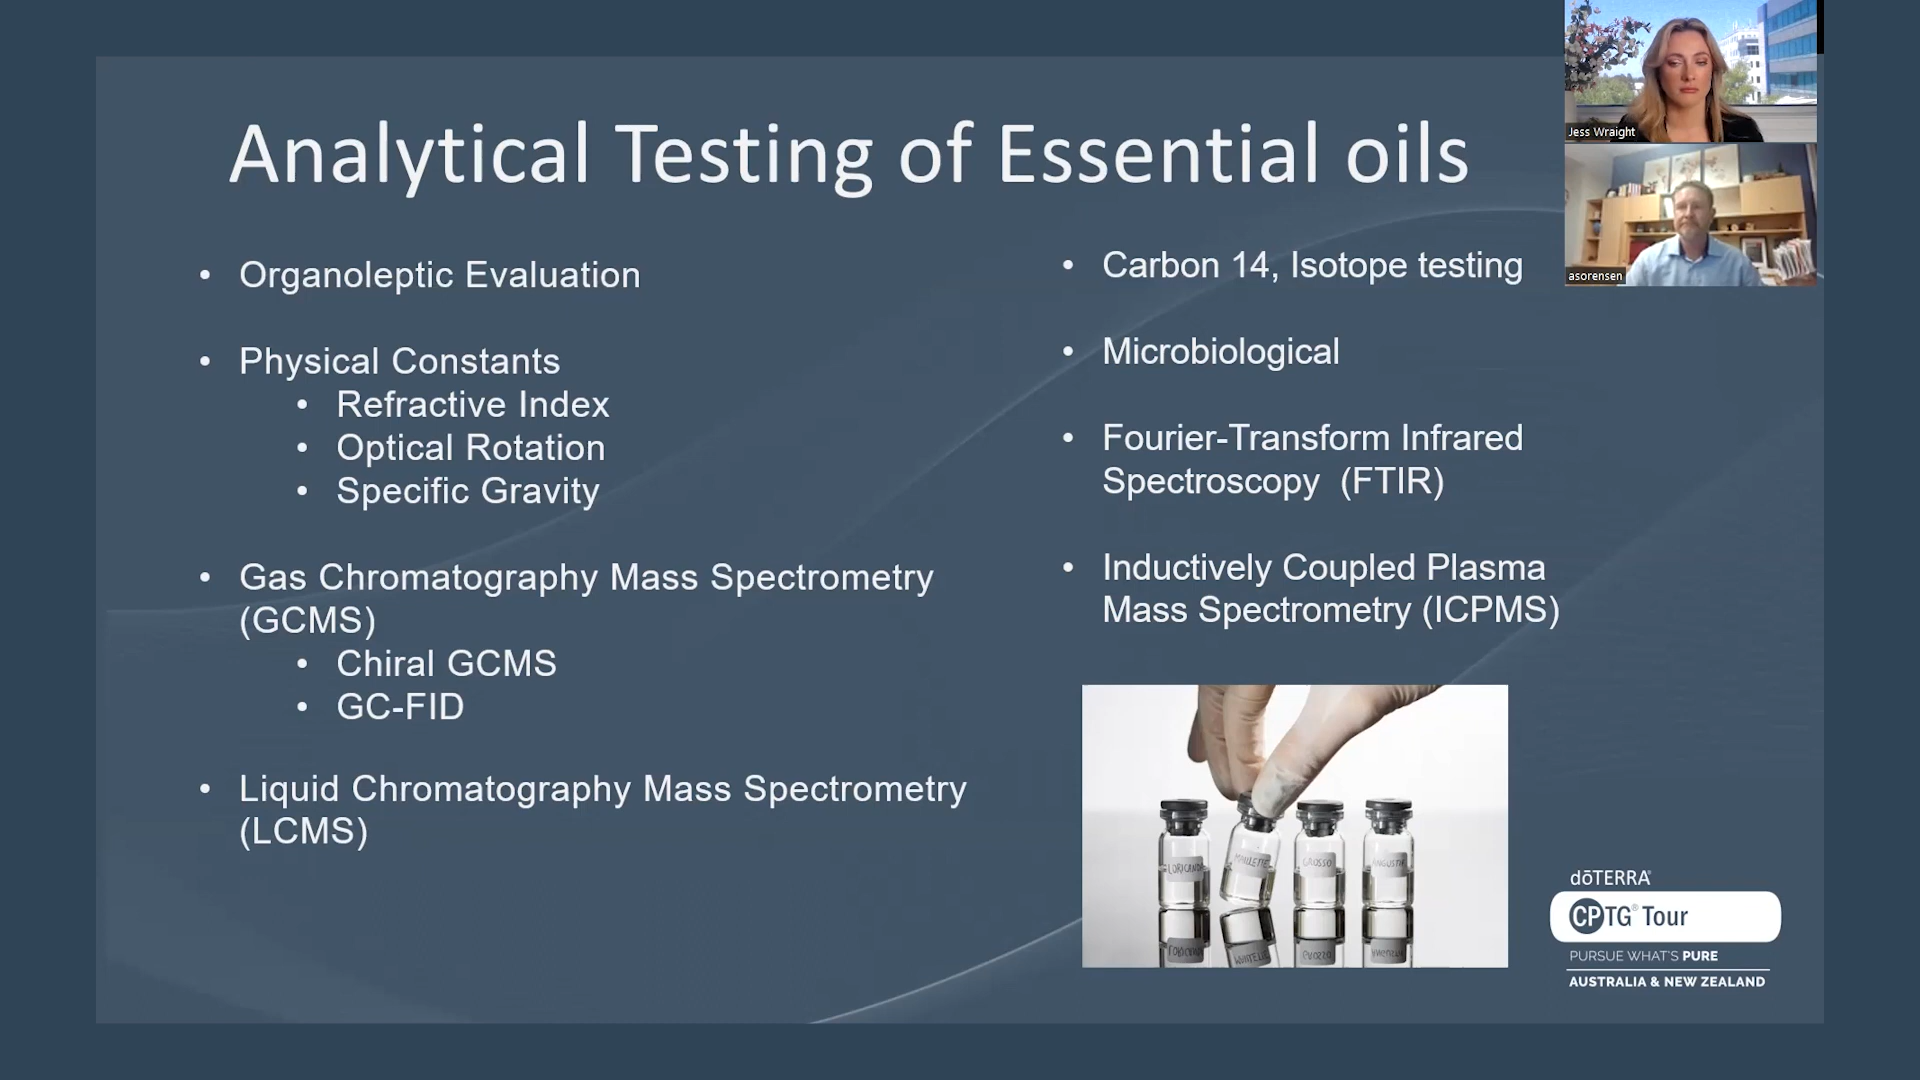 Analytical Testing of Essential oils
• Organoleptic Evaluation
• Physical Constants
• Refractive Index
• Optical Rotation
• Specific Gravity
• Gas Chromatography Mass Spectrometry
(GCMS)
• Chiral GCMS
• GC-FID
• Liquid Chromatography Mass Spectrometry
(LCMS)
• Carbon 14, Isotope testing
• Microbiological
• Fourier-Transform Infrared
Spectroscopy (FTIR)
• Inductively Coupled Plasma
Mass Spectrometry (ICPMS)
Jess Wraight
asorensen
MAILLETTE
GROSSO
dōTERRA®
CPTG® Tour
PURSUE WHAT'S PURE
AUSTRALIA & NEW ZEALAND